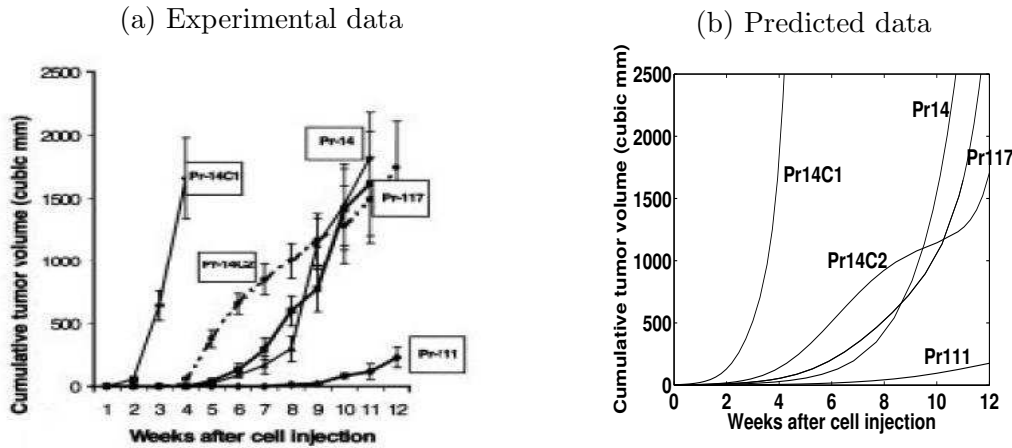 (a) Experimental data
Cumulative tumor volume (cubic mm)
2500
2000
1500
1000
500
0
Pr-14C1
Pr-14C2
Pr-14
Pr-117
Pr-111
1 2 3 4 5 6 7 8 9 10 11 12
Weeks after cell injection
(b) Predicted data
Cumulative tumor volume (cubic mm)
2500
2000
1500
1000
500
0
Pr14C1
Pr14C2
Pr14
Pr117
Pr111
0 2 4 6 8 10 12
Weeks after cell injection